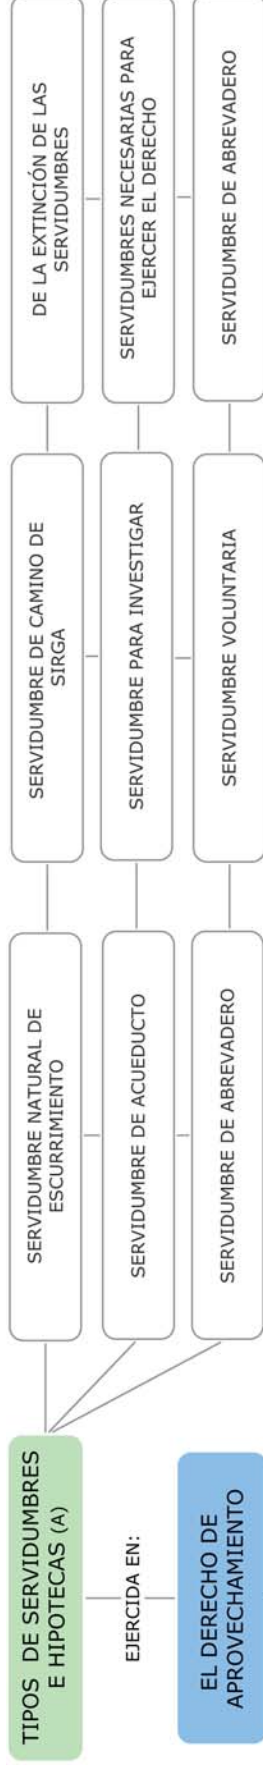 TIPOS DE SERVIDUMBRES
E HIPOTECAS (A)
EJERCIDA EN:
EL DERECHO DE
APROVECHAMIENTO
SERVIDUMBRE NATURAL DE
ESCURRIMIENTO
SERVIDUMBRE DE CAMINO DE
SIRGA
DE LA EXTINCIÓN DE LAS
SERVIDUMBRES
SERVIDUMBRE DE ACUEDUCTO
SERVIDUMBRE PARA INVESTIGAR
SERVIDUMBRES NECESARIAS PARA
EJERCER EL DERECHO
SERVIDUMBRE DE ABREVADERO
SERVIDUMBRE VOLUNTARIA
SERVIDUMBRE DE ABREVADERO